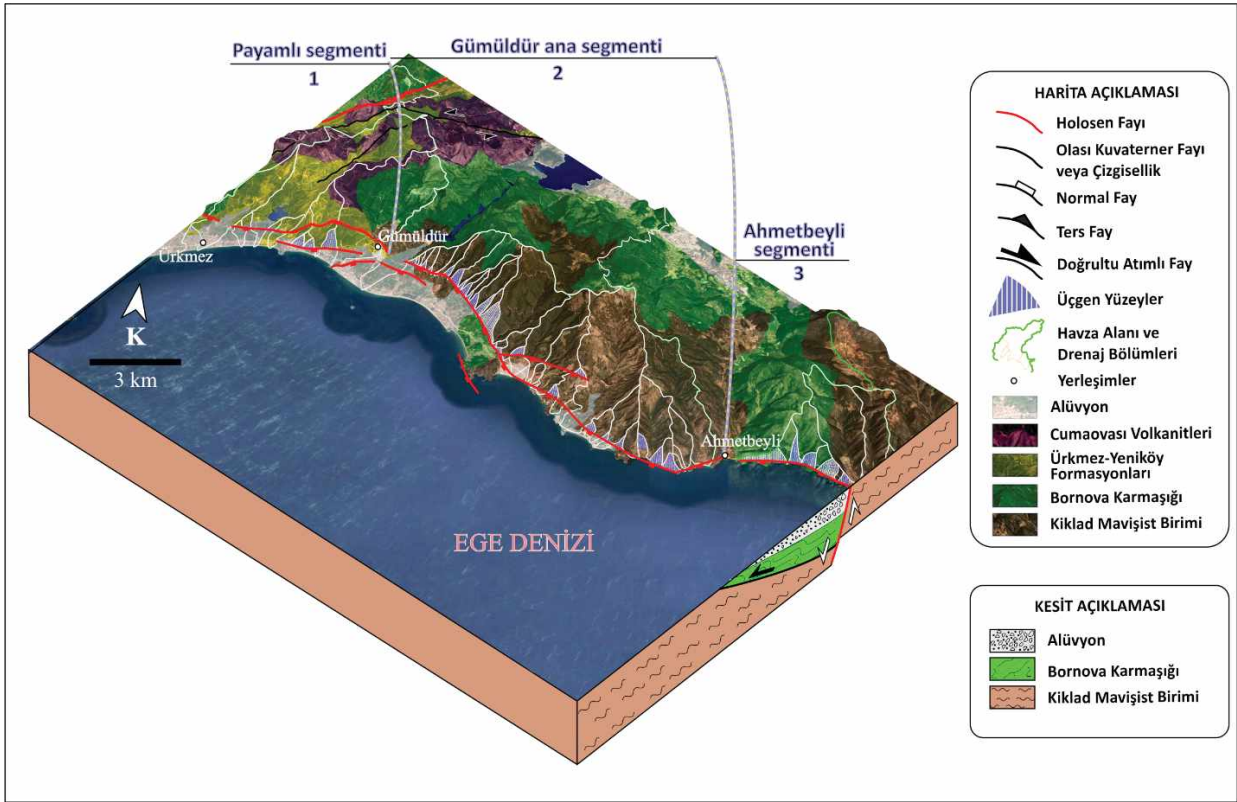 Payamlı segmenti
1
Gümüldür ana segmenti
2
Ahmetbeyli
segmenti
3
Ürkmez
Gümüldür
Ahmetbeyli
K
3 km
EGE DENİZİ
HARİTA AÇIKLAMASI
Holosen Fayı
Olası Kuvaterner Fayı
veya Çizgisellik
Normal Fay
Ters Fay
Doğrultu Atımlı Fay
Üçgen Yüzeyler
Havza Alanı ve
Drenaj Bölümleri
Yerleşimler
Alüvyon
Cumaovası Volkanitleri
Ürkmez-Yeniköy
Formasyonları
Bornova Karmaşığı
Kiklad Mavişist Birimi
KESİT AÇIKLAMASI
Alüvyon
Bornova Karmaşığı
Kiklad Mavişist Birimi